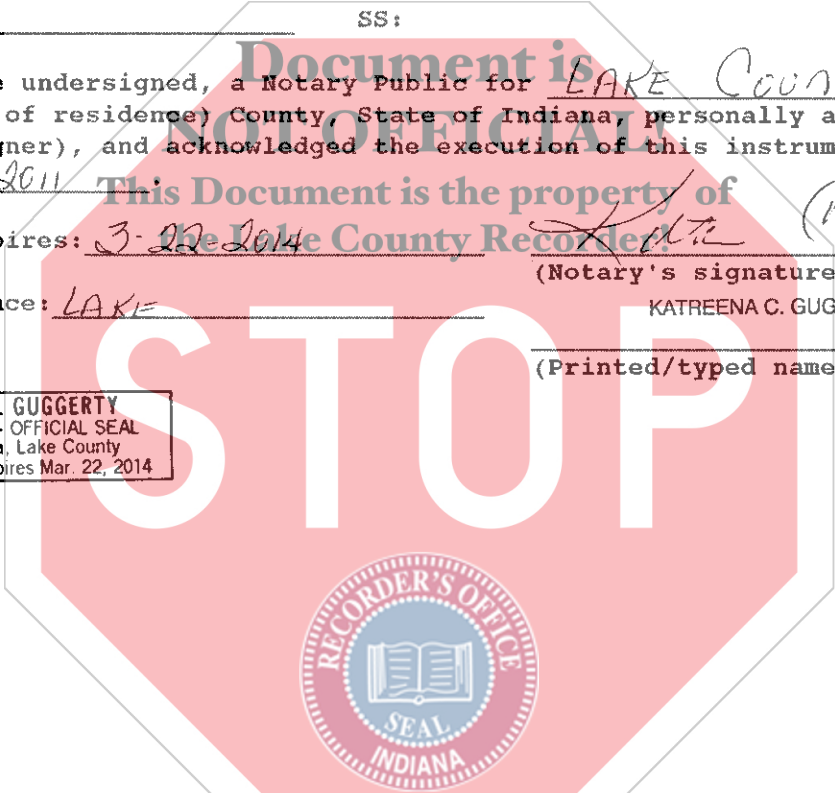 SS:
Document is
e undersigned, a Notary Public for LAKE Coun
of residence) County, State of Indiana, personally a
NOT OFFICIAL!
gner), and acknowledged the execution of this instrum
2011.
This Document is the property of
pires: 3-22-2014
the Lake County Recorder!
(Notary's signature
nce: LAKE
KATREENA C. GUG
(Printed/typed name
STOP
GUGGERTY
OFFICIAL SEAL
, Lake County
pires Mar. 22, 2014
RECORDER'S OFFICE
SEAL
INDIANA